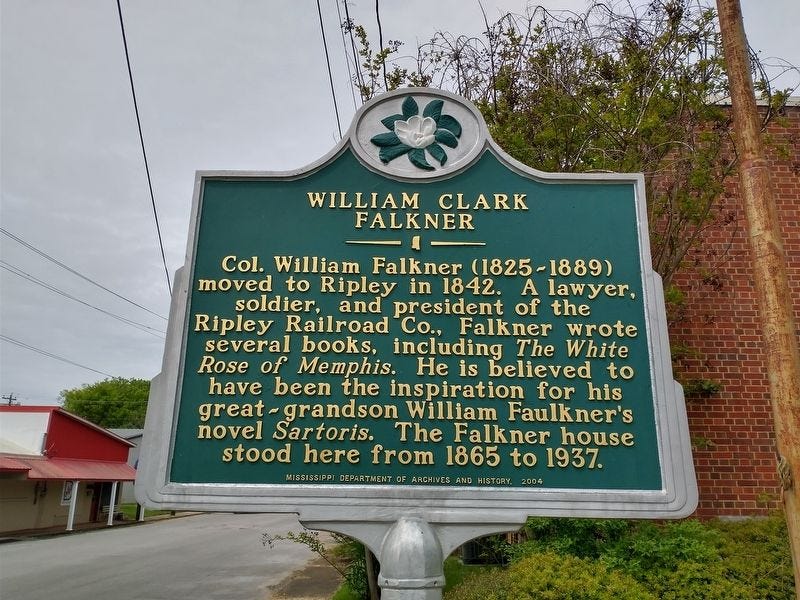 WILLIAM CLARK
FALKNER
Col. William Falkner (1825-1889)
moved to Ripley in 1842. A lawyer,
soldier, and president of the
Ripley Railroad Co., Falkner wrote
several books, including The White
Rose of Memphis. He is believed to
have been the inspiration for his
great-grandson William Faulkner's
novel Sartoris. The Falkner house
stood here from 1865 to 1937.
MISSISSIPPI DEPARTMENT OF ARCHIVES AND HISTORY, 2004